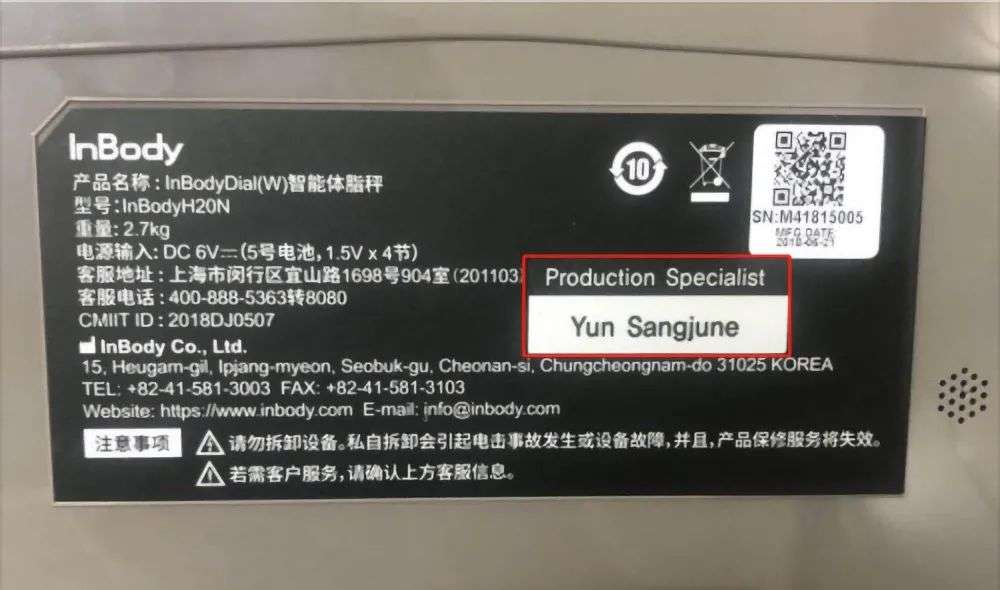 InBody
产品名称：InBodyDial(W)智能体脂秤
型号：InBodyH20N
重量：2.7kg
电源输入：DC 6V⎓(5号电池，1.5V x 4节)
客服地址：上海市闵行区宜山路1698号904室(201103)
客服电话：400-888-5363转8080
CMIIT ID：2018DJ0507
InBody Co., Ltd.
15, Heugam-gil, Ipjang-myeon, Seobuk-gu, Cheonan-si, Chungcheongnam-do 31025 KOREA
TEL: +82-41-581-3003 FAX: +82-41-581-3103
Website: https://www.inbody.com E-mail: info@inbody.com
注意事项
请勿拆卸设备。私自拆卸会引起电击事故发生或设备故障，并且，产品保修服务将失效。
若需客户服务，请确认上方客服信息。
10
SN:M41815005
MFG DATE:
2018-06-21
Production Specialist
Yun Sangjune